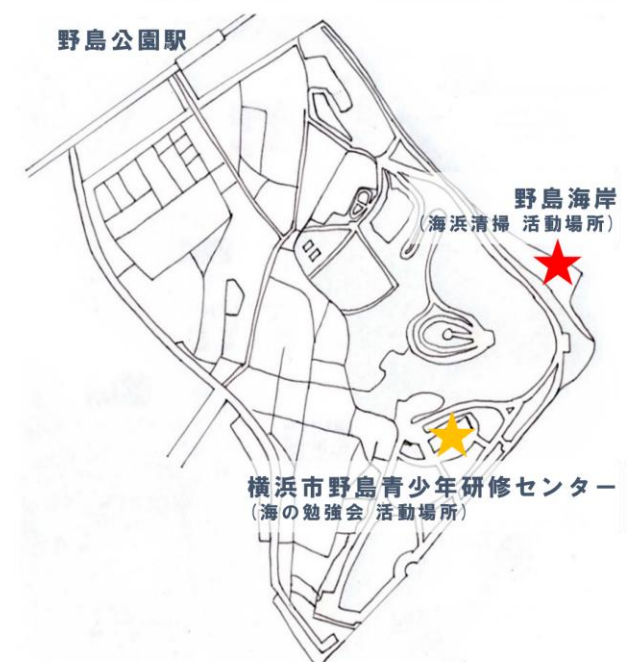 野島公園駅
野島海岸
(海浜清掃 活動場所)
横浜市野島青少年研修センター
(海の勉強会 活動場所)